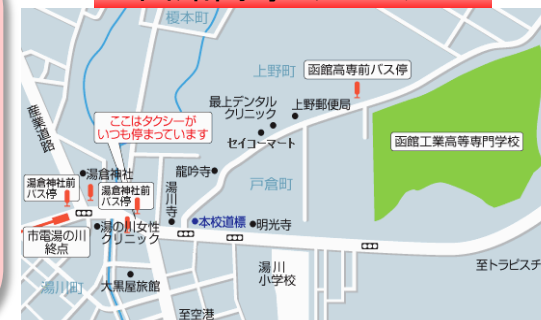 榎本町
上野町
函館高専前バス停
最上デンタル
クリニック
上野郵便局
産業道路
ここはタクシーが
いつも停まっています
セイコーマート
函館工業高等専門学校
湯倉神社
龍吟寺
湯倉神社前
バス停
湯倉神社前
バス停
湯川寺
戸倉町
本校道標
明光寺
市電湯の川
終点
湯の川女性
クリニック
湯川
小学校
至トラピスチ
湯川町
大黒屋旅館
至空港